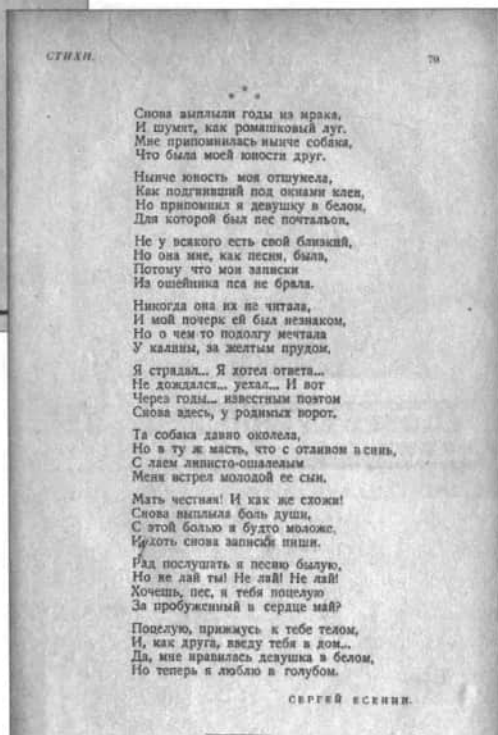 СТИХИ.
79
* * *
Снова выплыли годы из мрака,
И шумят, как ромашковый луг.
Мне припомнилась нынче собака,
Что была моей юности друг.
Нынче юность моя отшумела,
Как подгнивший под окнами клен,
Но припомнил я девушку в белом,
Для которой был пес почтальон.
Не у всякого есть свой близкий,
Но она мне, как песня, была,
Потому что мои записки
Из ошейника пса не брала.
Никогда она их не читала,
И мой почерк ей был незнаком,
Но о чем то подолгу мечтала
У калины, за желтым прудом.
Я страдал... Я хотел ответа...
Не дождался... уехал... И вот
Через годы... известным поэтом
Снова здесь, у родимых ворот.
Та собака давно околела,
Но в ту ж масть, что с отливом в синь,
С лаем ливисто-ошалелым
Меня встрел молодой ее сын.
Мать честная! И как же схожи!
Снова выплыла боль души,
С этой болью я будто моложе,
И хоть снова записки пиши.
Рад послушать я песню былую,
Но не лай ты! Не лай! Не лай!
Хочешь, пес, я тебя поцелую
За пробуженный в сердце май?
Поцелую, прижмусь к тебе телом,
И, как друга, введу тебя в дом...
Да, мне нравилась девушка в белом,
Но теперь я люблю в голубом.
СЕРГЕЙ ЕСЕНИН.